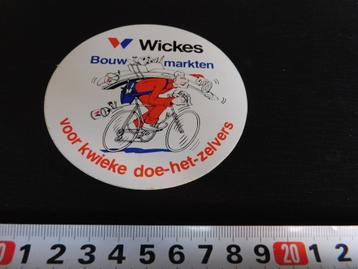 Wickes
Bouw markten
voor kwieke doe-het-zelvers
1 2 3 4 5 6 7 8 9 20 1 2